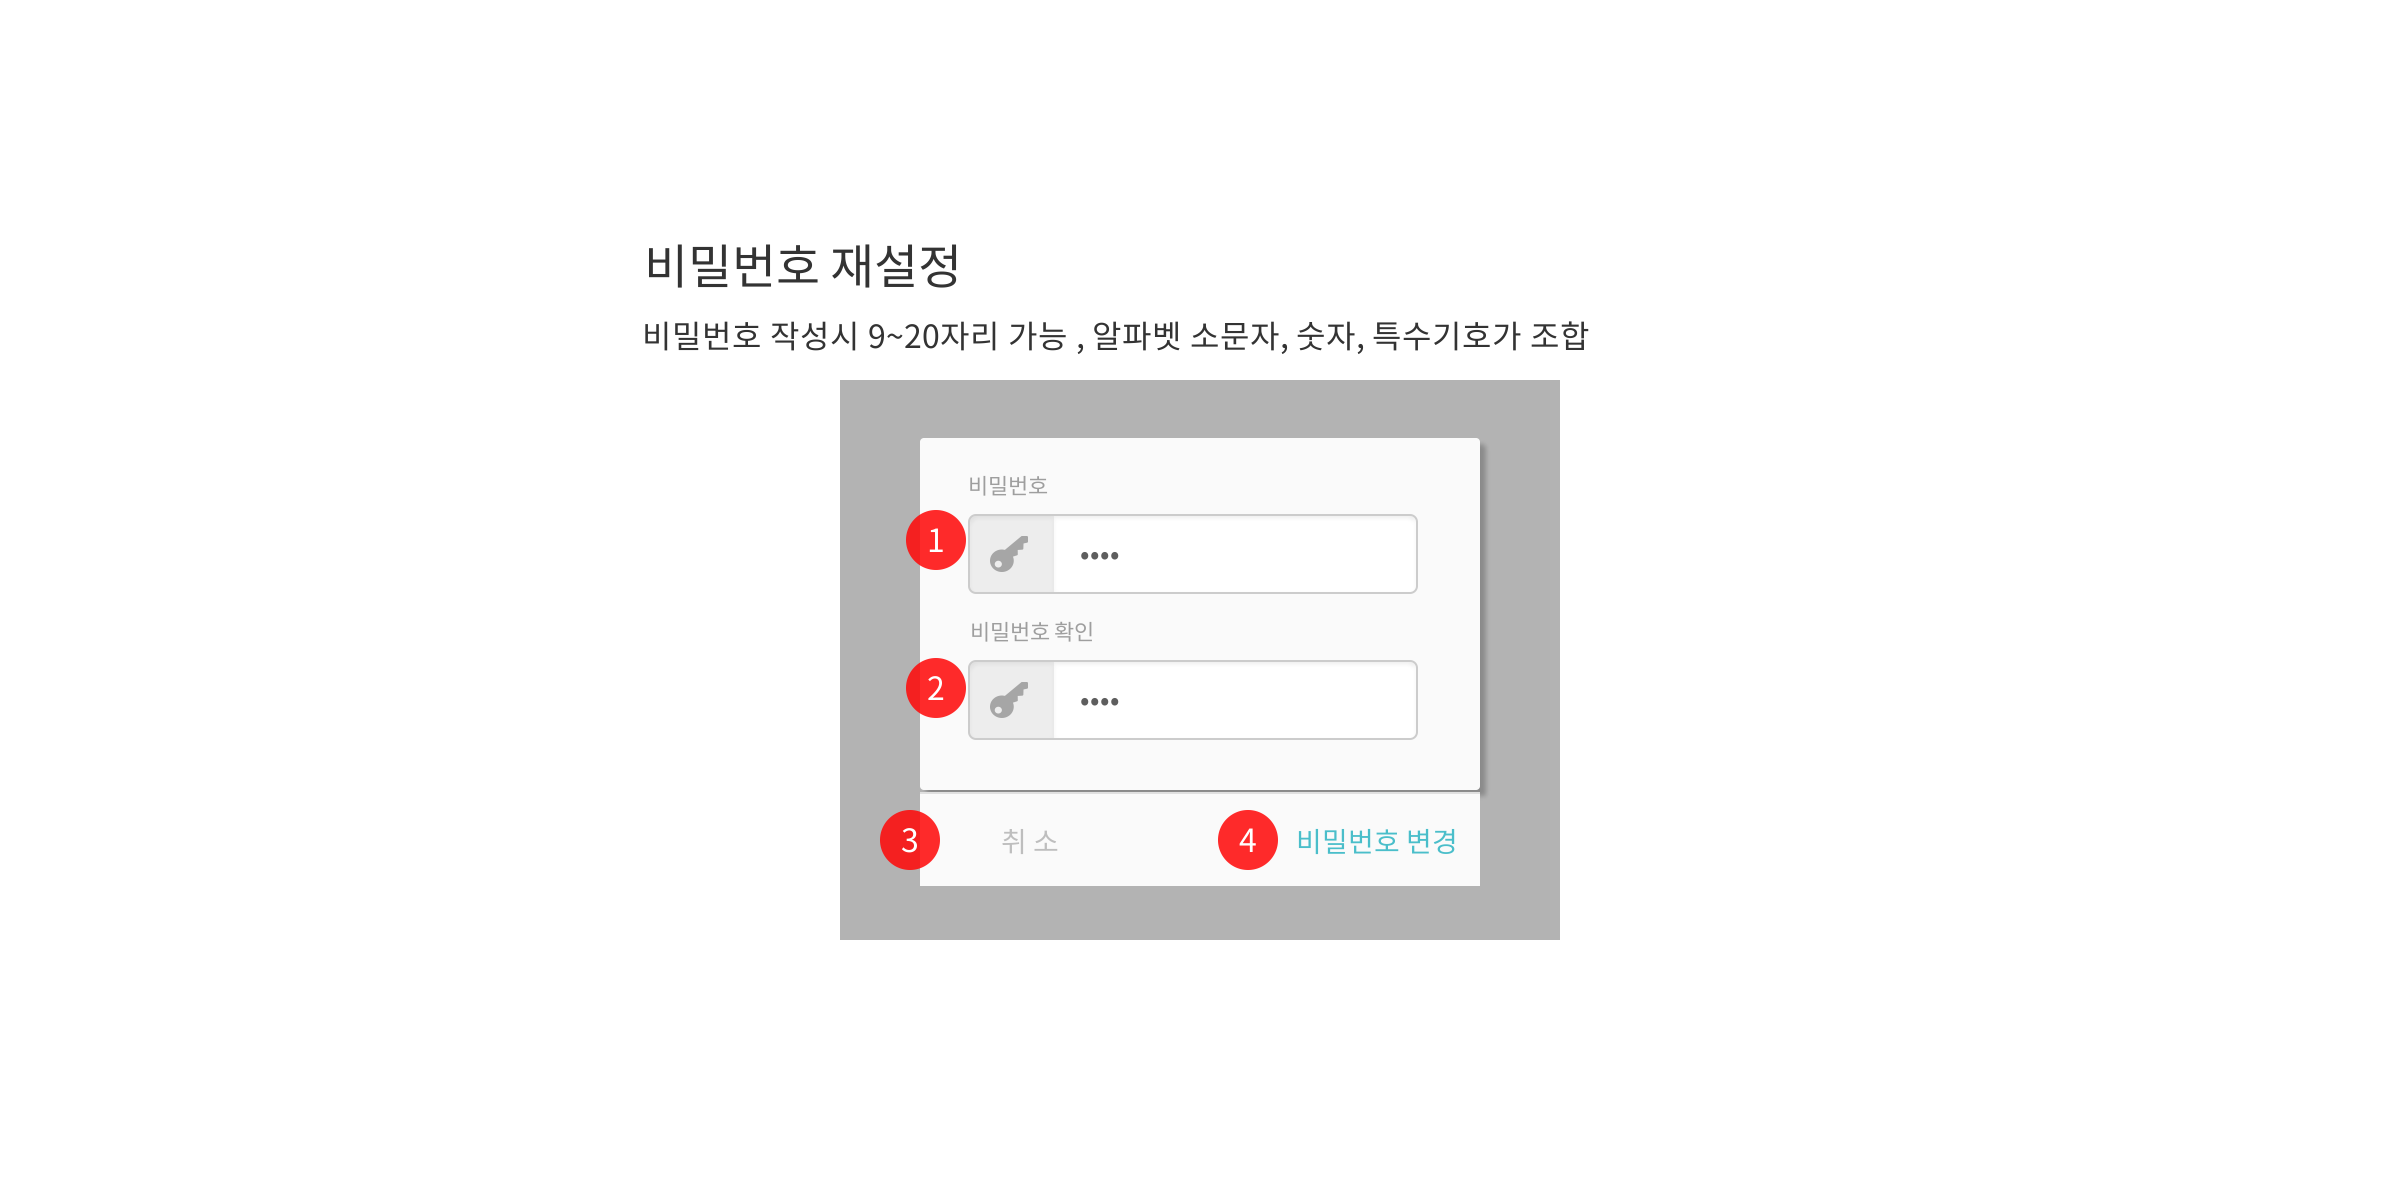 비밀번호 재설정
비밀번호 작성시 9~20자리 가능 , 알파벳 소문자, 숫자, 특수기호가 조합
비밀번호
1 ••••
비밀번호 확인
2 ••••
3 취 소 4 비밀번호 변경